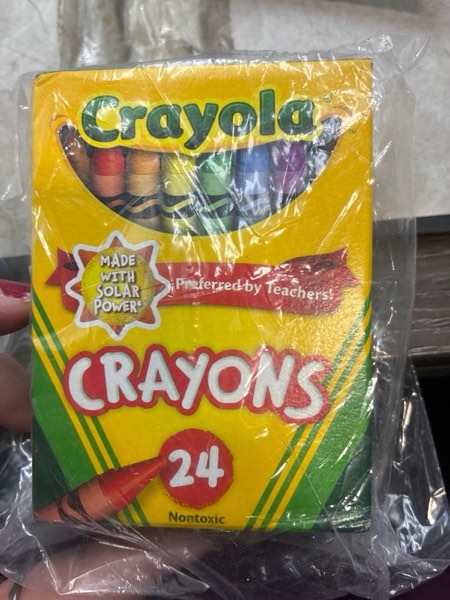 Crayola
MADE
WITH
SOLAR
POWER*
Preferred by Teachers!
CRAYONS
24
Nontoxic